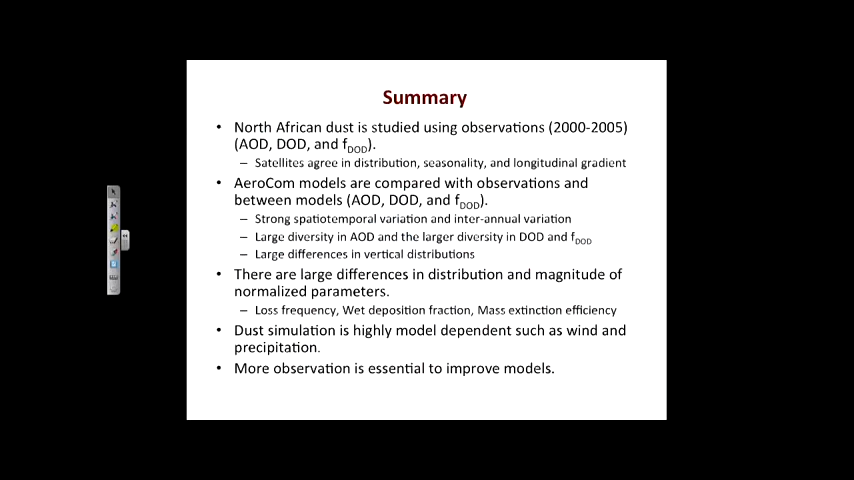 Summary
• North African dust is studied using observations (2000-2005)
(AOD, DOD, and fDOD).
– Satellites agree in distribution, seasonality, and longitudinal gradient
• AeroCom models are compared with observations and
between models (AOD, DOD, and fDOD).
– Strong spatiotemporal variation and inter-annual variation
– Large diversity in AOD and the larger diversity in DOD and fDOD
– Large differences in vertical distributions
• There are large differences in distribution and magnitude of
normalized parameters.
– Loss frequency, Wet deposition fraction, Mass extinction efficiency
• Dust simulation is highly model dependent such as wind and
precipitation.
• More observation is essential to improve models.